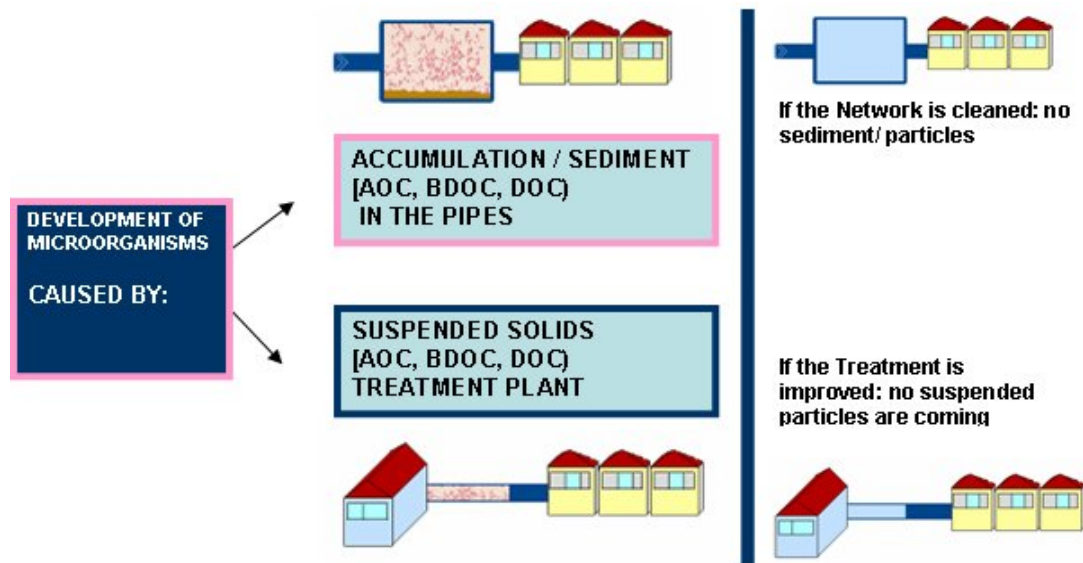 DEVELOPMENT OF
MICROORGANISMS
CAUSED BY:
ACCUMULATION / SEDIMENT
[AOC, BDOC, DOC)
IN THE PIPES
SUSPENDED SOLIDS
[AOC, BDOC, DOC)
TREATMENT PLANT
If the Network is cleaned: no
sediment/ particles
If the Treatment is
improved: no suspended
particles are coming